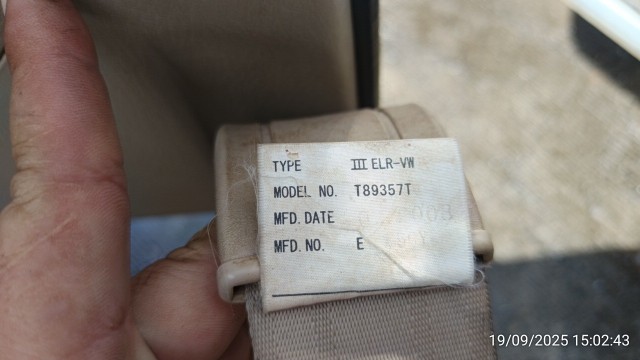 TYPE III ELR-VW
MODEL NO. T89357T
MFD. DATE
MFD. NO. E
19/09/2025 15:02:43